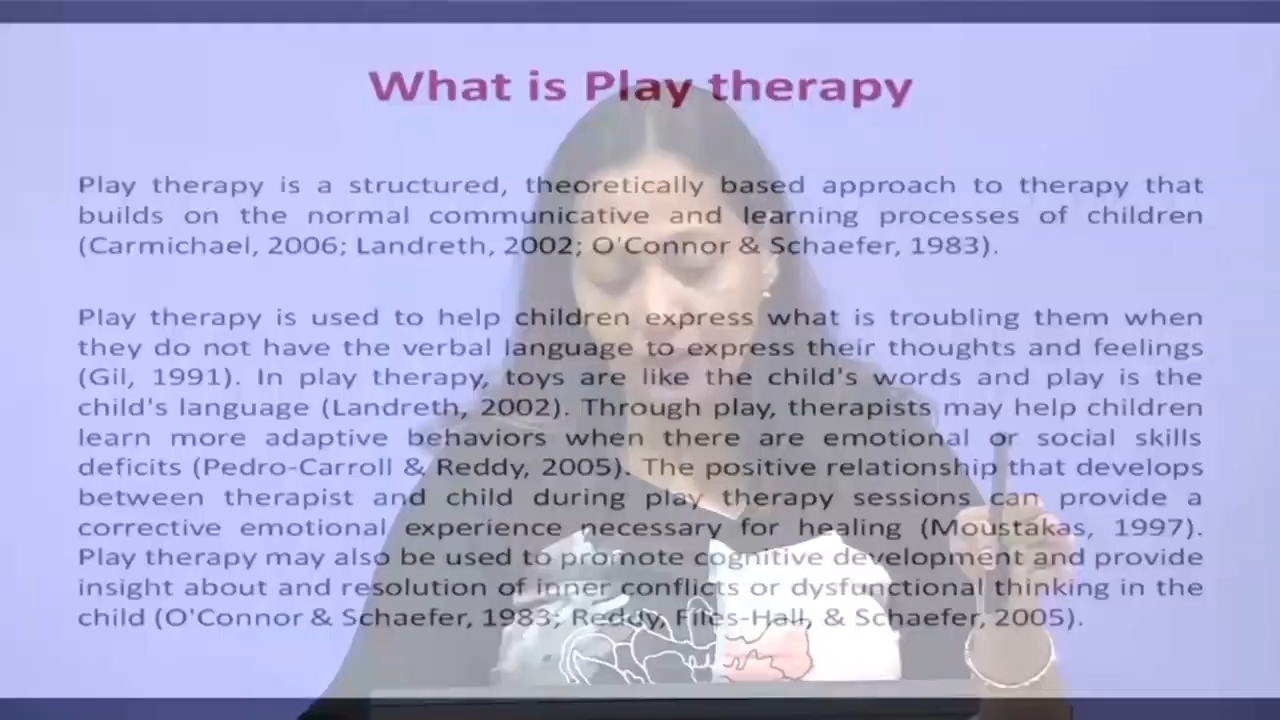 What is Play therapy
Play therapy is a structured, theoretically based approach to therapy that
builds on the normal communicative and learning processes of children
(Carmichael, 2006; Landreth, 2002; O'Connor & Schaefer, 1983).
Play therapy is used to help children express what is troubling them when
they do not have the verbal language to express their thoughts and feelings
(Gil, 1991). In play therapy, toys are like the child's words and play is the
child's language (Landreth, 2002). Through play, therapists may help children
learn more adaptive behaviors when there are emotional or social skills
deficits (Pedro-Carroll & Reddy, 2005). The positive relationship that develops
between therapist and child during play therapy sessions can provide a
corrective emotional experience necessary for healing (Moustakas, 1997).
Play therapy may also be used to promote cognitive development and provide
insight about and resolution of inner conflicts or dysfunctional thinking in the
child (O'Connor & Schaefer, 1983; Reddy, Files-Hall, & Schaefer, 2005).